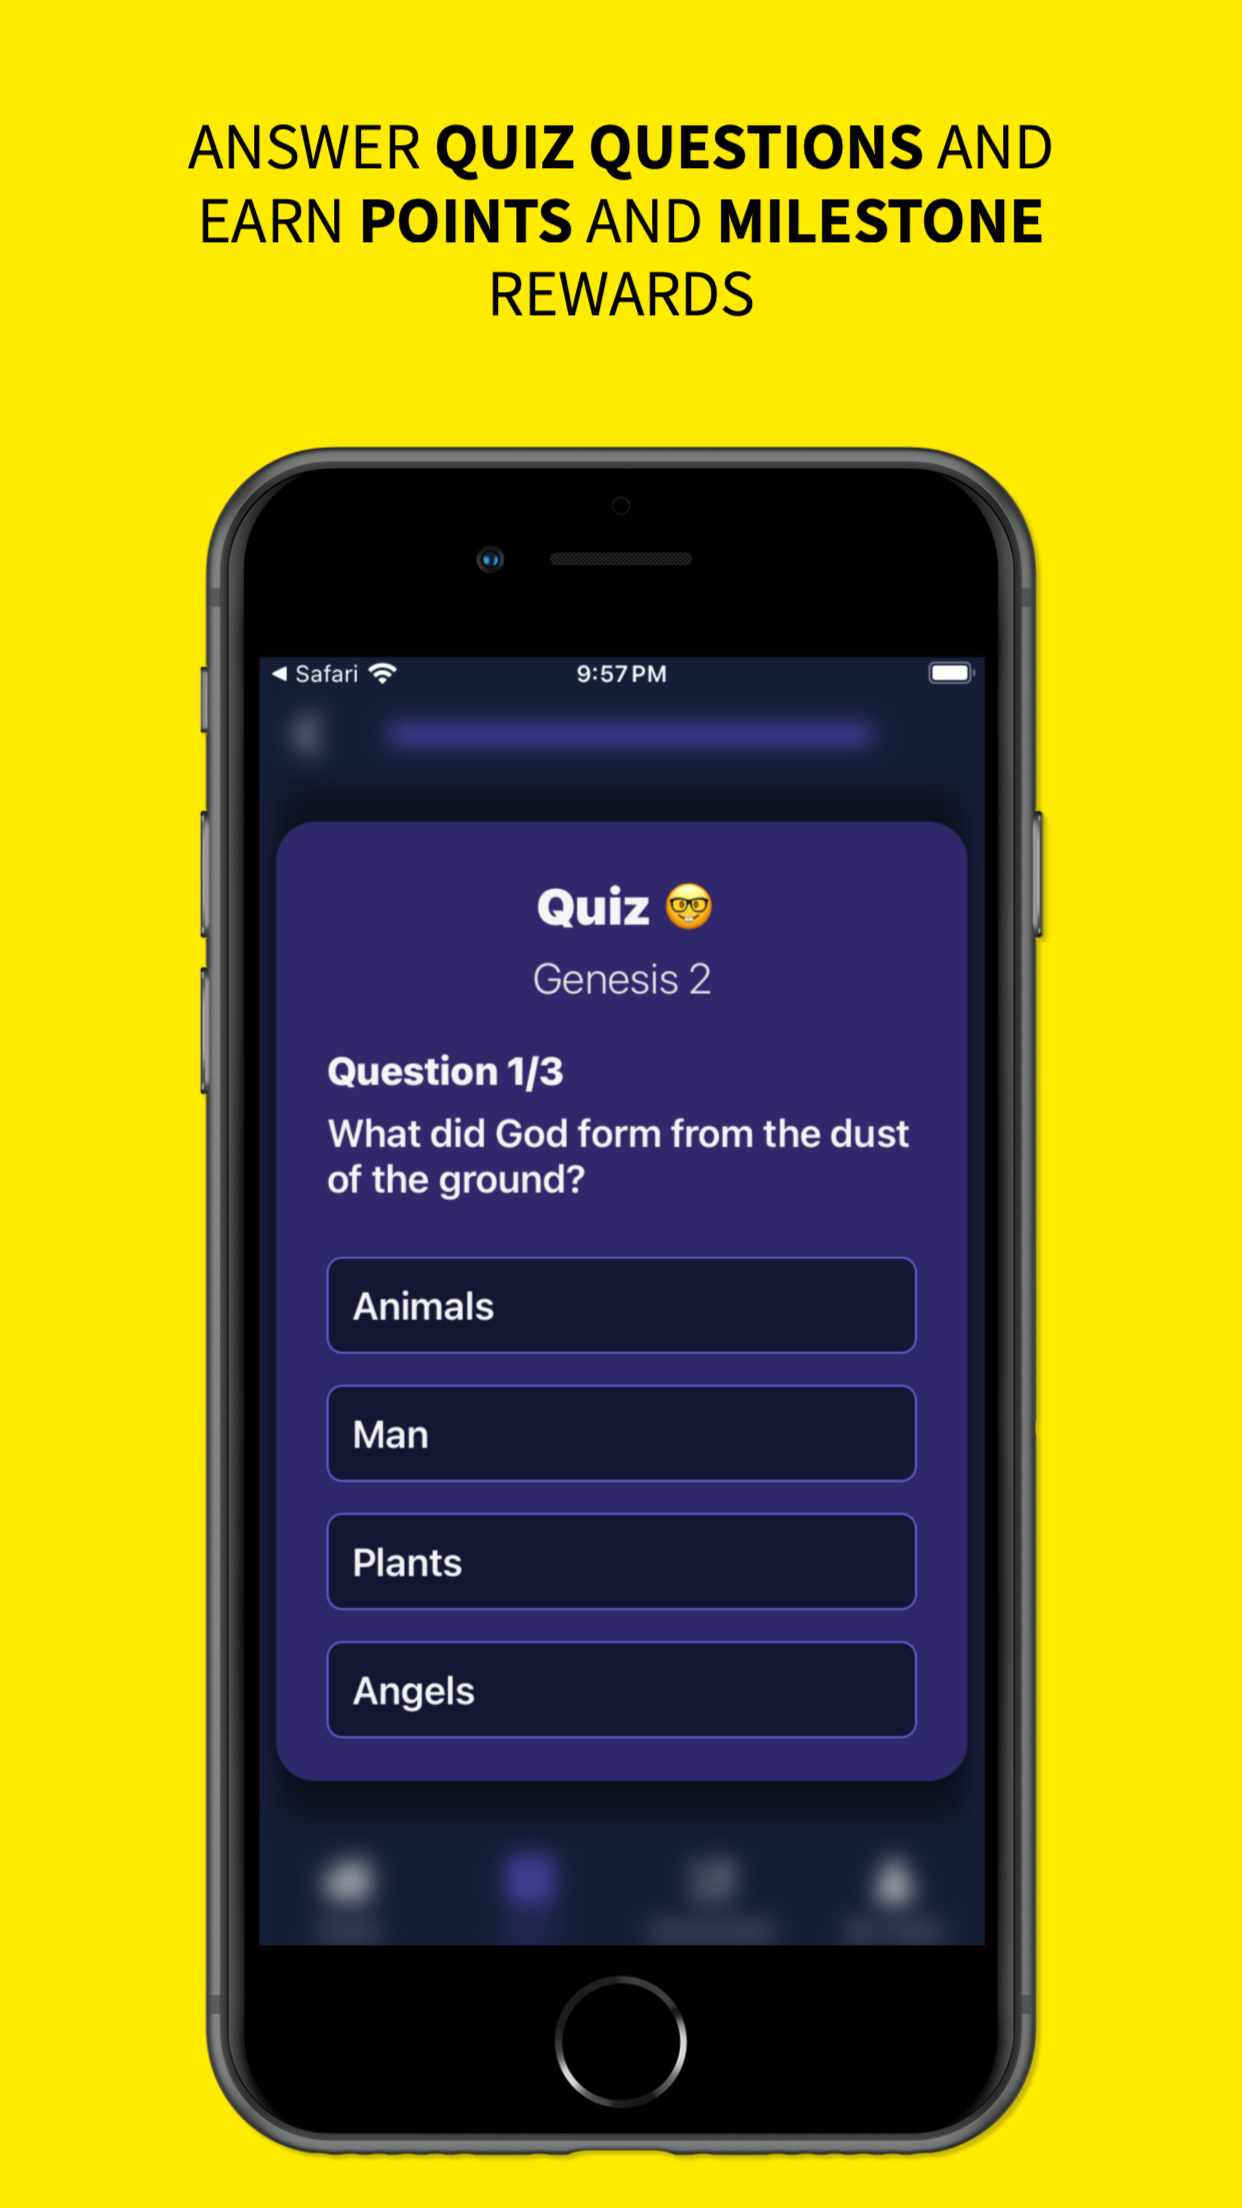 ANSWER QUIZ QUESTIONS AND
EARN POINTS AND MILESTONE
REWARDS
Safari
9:57 PM
Quiz 🤓
Genesis 2
Question 1/3
What did God form from the dust
of the ground?
Animals
Man
Plants
Angels